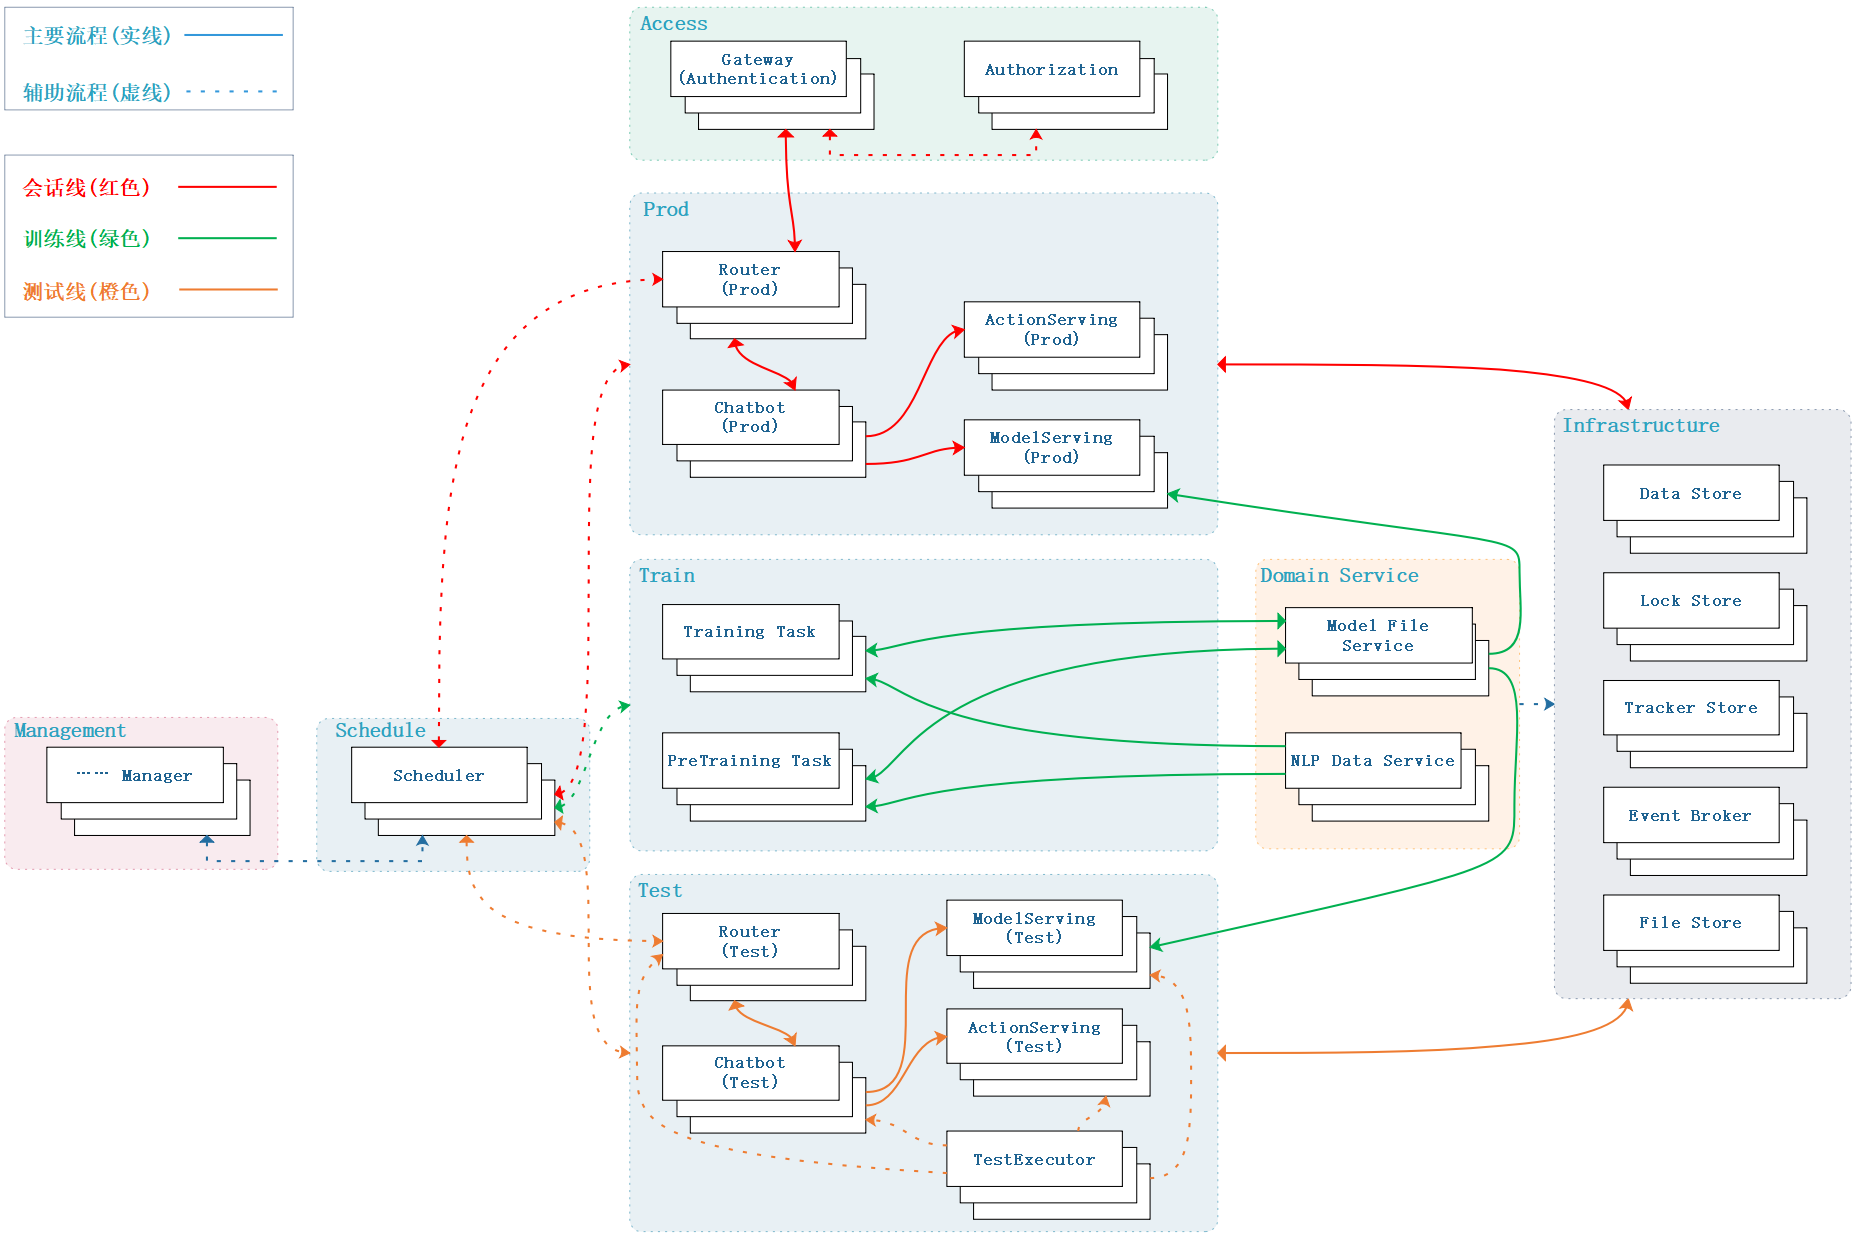 主要流程(实线)
辅助流程(虚线)
会话线(红色)
训练线(绿色)
测试线(橙色)
Access
Gateway
(Authentication)
Authorization
Prod
Router
(Prod)
ActionServing
(Prod)
Chatbot
(Prod)
ModelServing
(Prod)
Infrastructure
Data Store
Lock Store
Tracker Store
Event Broker
File Store
Train
Training Task
PreTraining Task
Domain Service
Model File
Service
NLP Data Service
Management
…… Manager
Schedule
Scheduler
Test
Router
(Test)
ModelServing
(Test)
Chatbot
(Test)
ActionServing
(Test)
TestExecutor